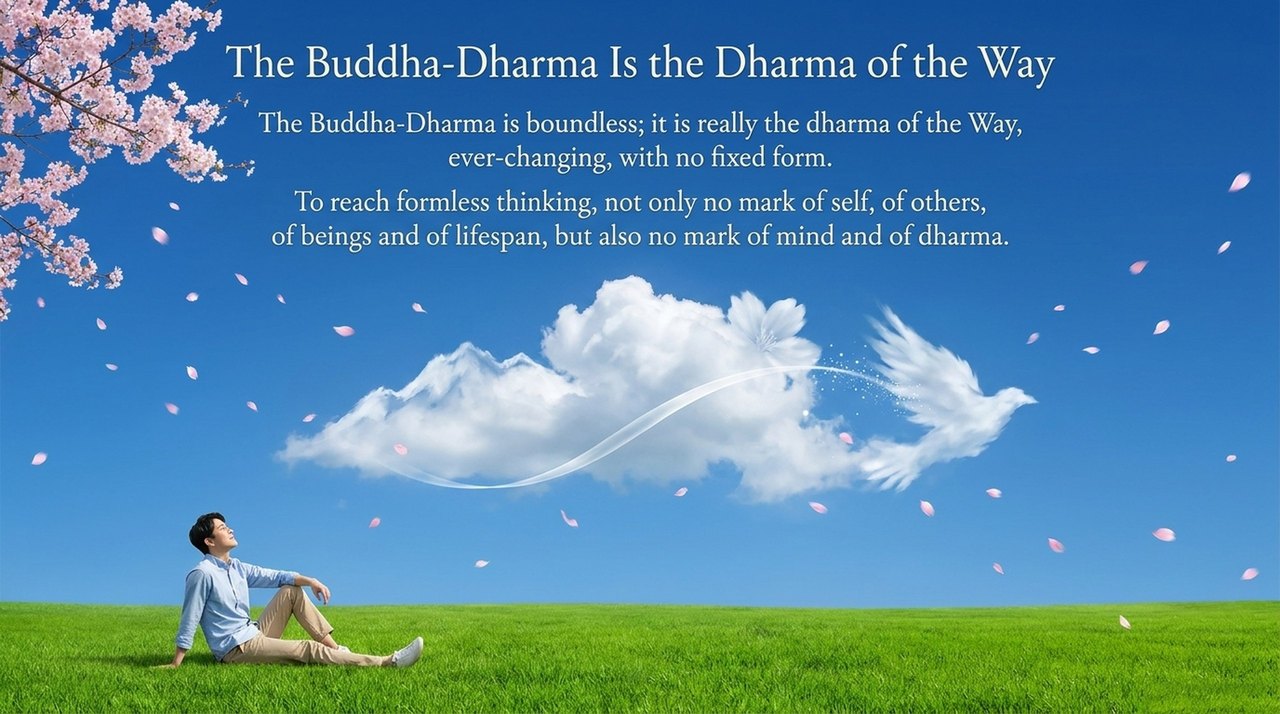 The Buddha-Dharma Is the Dharma of the Way
The Buddha-Dharma is boundless; it is really the dharma of the Way,
ever-changing, with no fixed form.
To reach formless thinking, not only no mark of self, of others,
of beings and of lifespan, but also no mark of mind and of dharma.